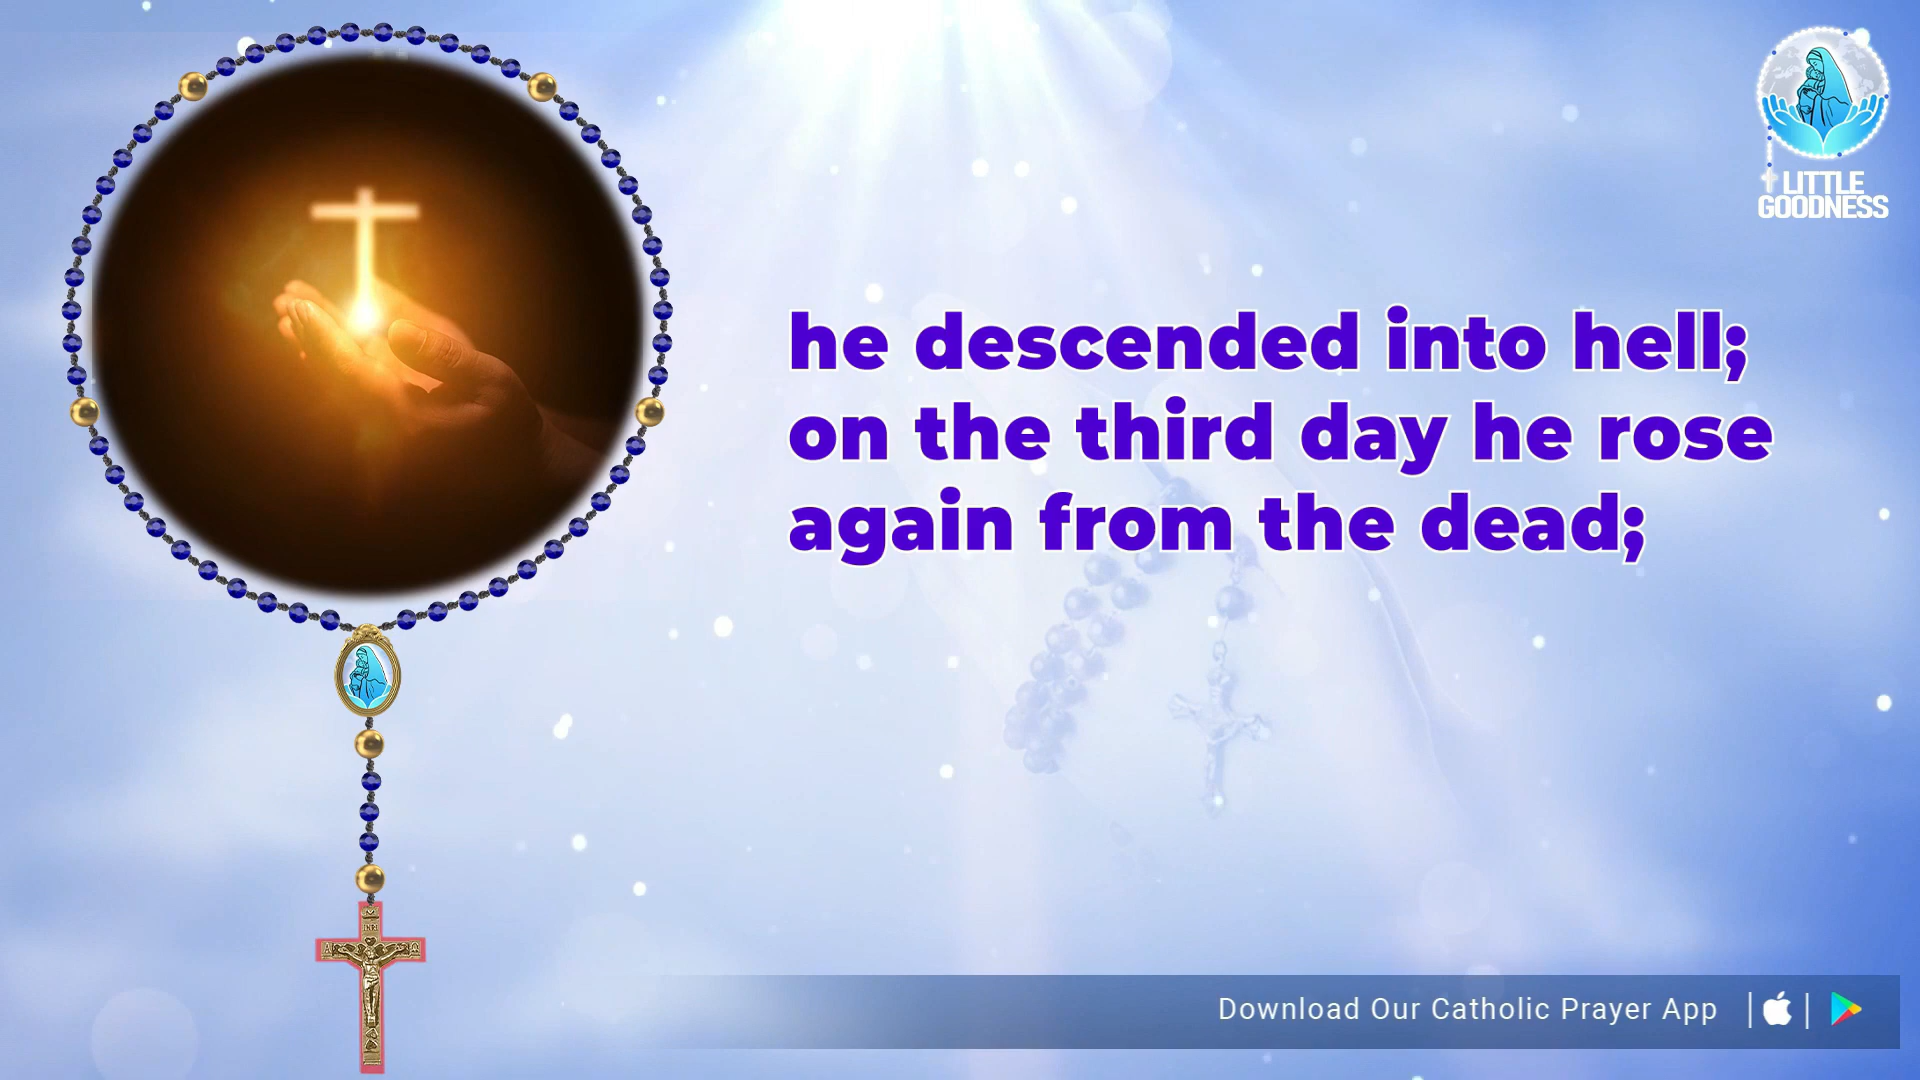 LITTLE
GOODNESS
he descended into hell;
on the third day he rose
again from the dead;
INRI
A Ω
Download Our Catholic Prayer App